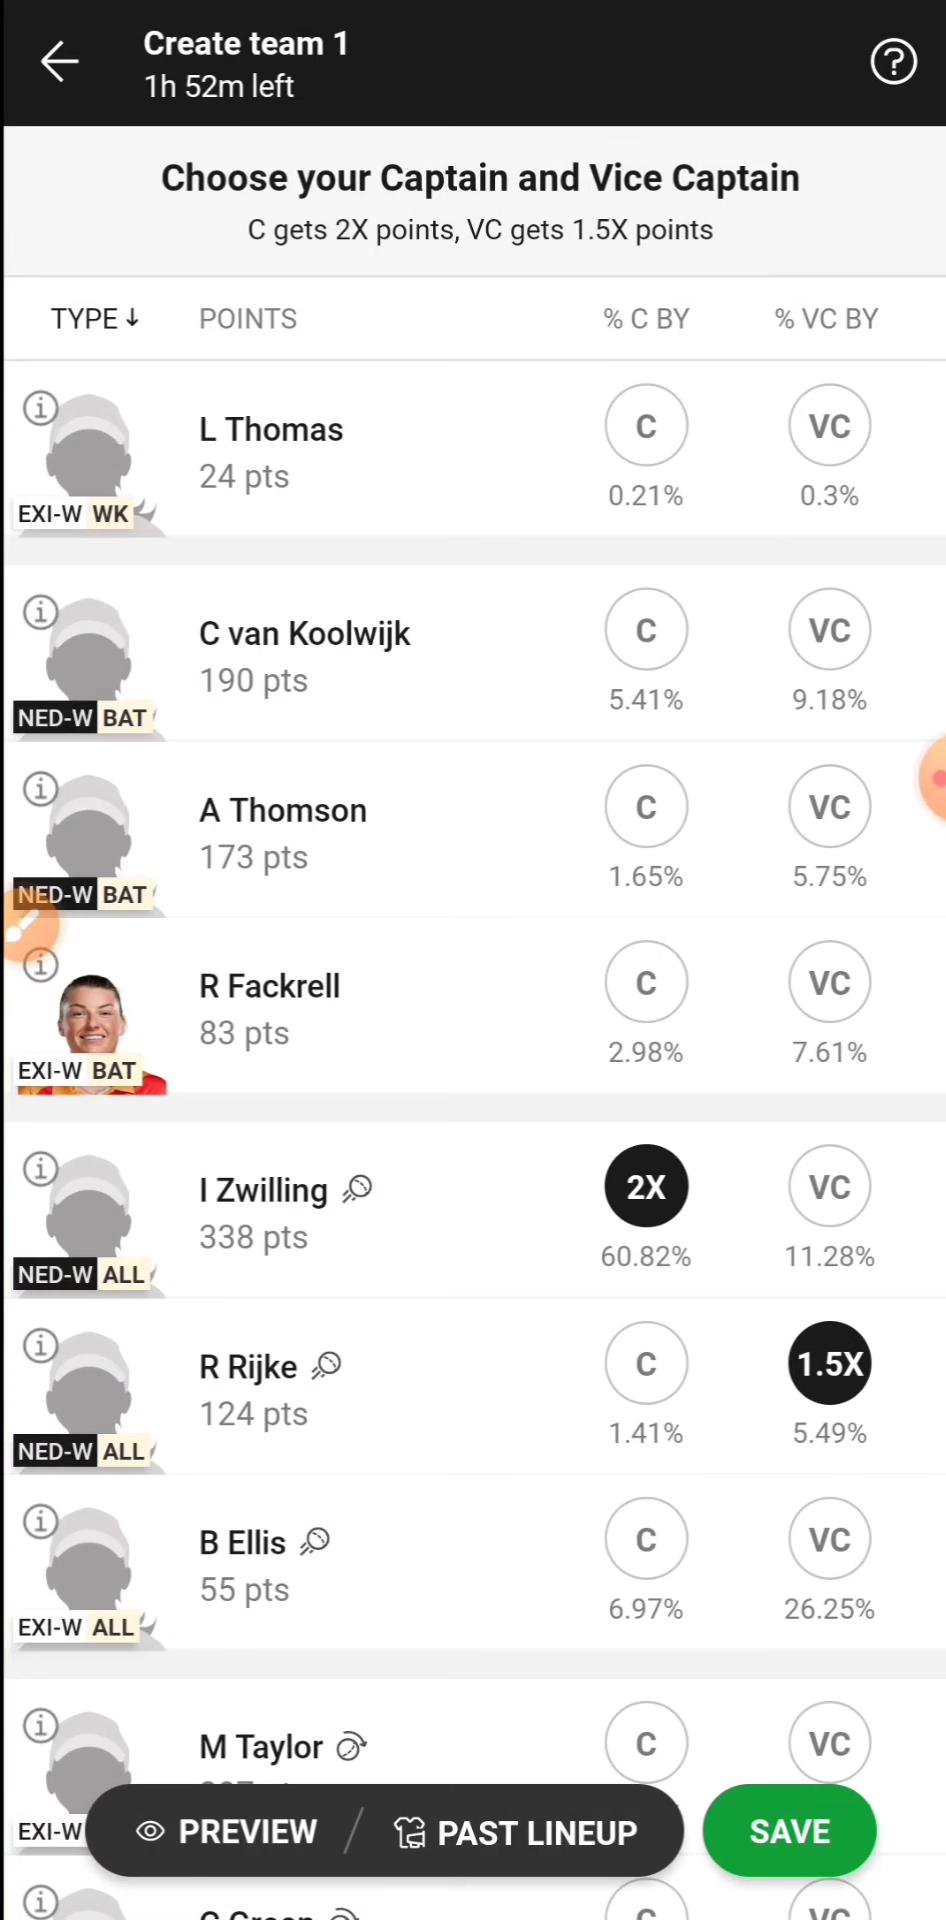 Create team 1
1h 52m left
?
Choose your Captain and Vice Captain
C gets 2X points, VC gets 1.5X points
TYPE↓ POINTS % C BY % VC BY
L Thomas
24 pts
EXI-W WK
C VC
0.21% 0.3%
C van Koolwijk
190 pts
NED-W BAT
C VC
5.41% 9.18%
A Thomson
173 pts
NED-W BAT
C VC
1.65% 5.75%
R Fackrell
83 pts
EXI-W BAT
C VC
2.98% 7.61%
I Zwilling
338 pts
NED-W ALL
2X VC
60.82% 11.28%
R Rijke
124 pts
NED-W ALL
C 1.5X
1.41% 5.49%
B Ellis
55 pts
EXI-W ALL
C VC
6.97% 26.25%
M Taylor
EXI-W
C VC
PREVIEW / PAST LINEUP SAVE